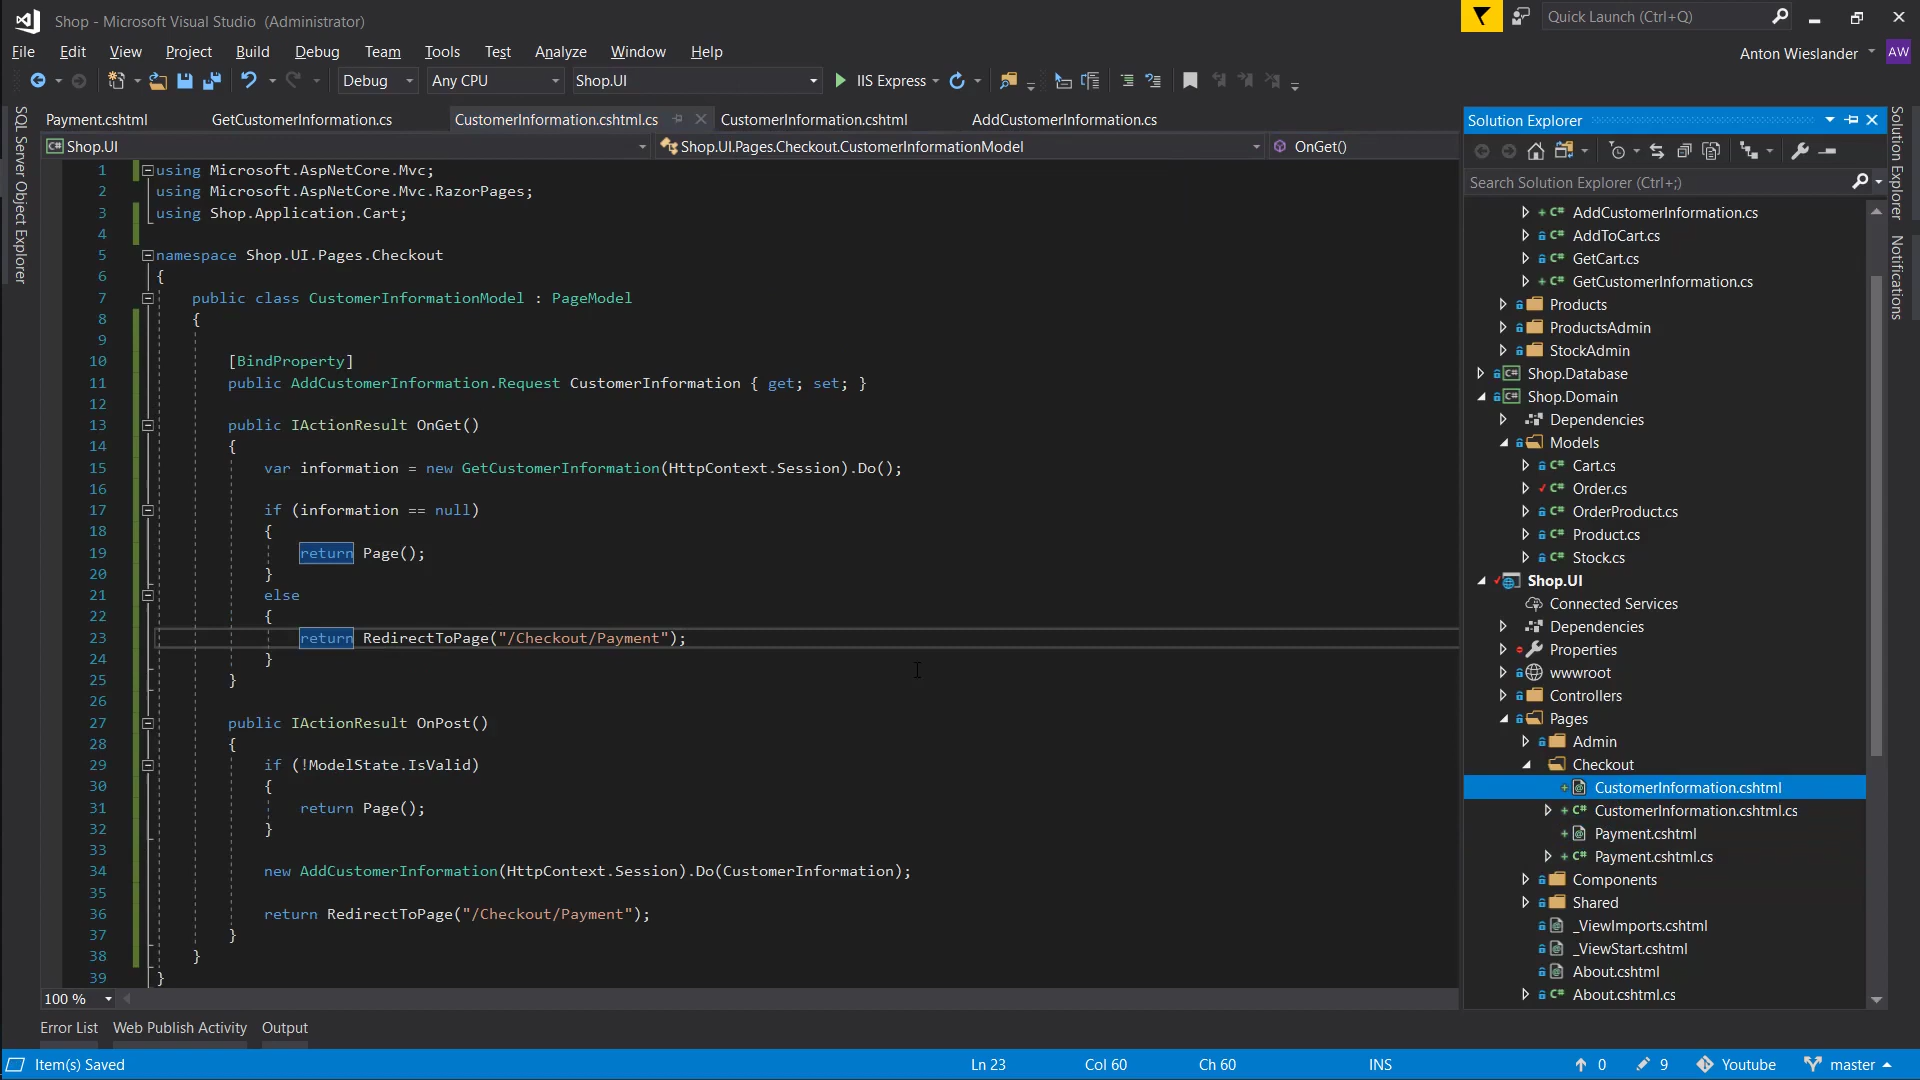 Shop - Microsoft Visual Studio (Administrator)
Quick Launch (Ctrl+Q)
File Edit View Project Build Debug Team Tools Test Analyze Window Help
Anton Wieslander AW
Debug Any CPU Shop.UI IIS Express
SQL Server Object Explorer
Payment.cshtml GetCustomerInformation.cs CustomerInformation.cshtml.cs CustomerInformation.cshtml AddCustomerInformation.cs
Shop.UI Shop.UI.Pages.Checkout.CustomerInformationModel OnGet()
1 using Microsoft.AspNetCore.Mvc;
2 using Microsoft.AspNetCore.Mvc.RazorPages;
3 using Shop.Application.Cart;
4
5 namespace Shop.UI.Pages.Checkout
6 {
7 public class CustomerInformationModel : PageModel
8 {
9
10 [BindProperty]
11 public AddCustomerInformation.Request CustomerInformation { get; set; }
12
13 public IActionResult OnGet()
14 {
15 var information = new GetCustomerInformation(HttpContext.Session).Do();
16
17 if (information == null)
18 {
19 return Page();
20 }
21 else
22 {
23 return RedirectToPage("/Checkout/Payment");
24 }
25 }
26
27 public IActionResult OnPost()
28 {
29 if (!ModelState.IsValid)
30 {
31 return Page();
32 }
33
34 new AddCustomerInformation(HttpContext.Session).Do(CustomerInformation);
35
36 return RedirectToPage("/Checkout/Payment");
37 }
38 }
39 }
100 %
Solution Explorer
Search Solution Explorer (Ctrl+;)
C# AddCustomerInformation.cs
C# AddToCart.cs
C# GetCart.cs
C# GetCustomerInformation.cs
Products
ProductsAdmin
StockAdmin
C# Shop.Database
C# Shop.Domain
Dependencies
Models
C# Cart.cs
C# Order.cs
C# OrderProduct.cs
C# Product.cs
C# Stock.cs
Shop.UI
Connected Services
Dependencies
Properties
wwwroot
Controllers
Pages
Admin
Checkout
CustomerInformation.cshtml
C# CustomerInformation.cshtml.cs
Payment.cshtml
C# Payment.cshtml.cs
Components
Shared
_ViewImports.cshtml
_ViewStart.cshtml
About.cshtml
C# About.cshtml.cs
Solution Explorer
Notifications
Error List Web Publish Activity Output
Item(s) Saved Ln 23 Col 60 Ch 60 INS 0 9 Youtube master